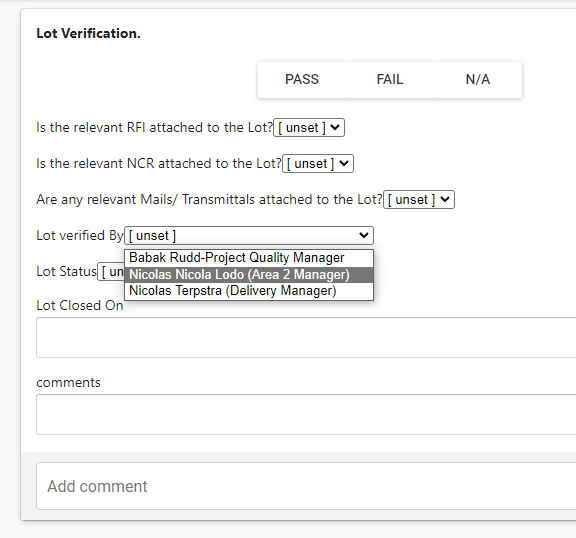 Lot Verification.
PASS FAIL N/A
Is the relevant RFI attached to the Lot? [ unset ]
Is the relevant NCR attached to the Lot? [ unset ]
Are any relevant Mails/ Transmittals attached to the Lot? [ unset ]
Lot verified By [ unset ]
Babak Rudd-Project Quality Manager
Lot Status [ un
Nicolas Nicola Lodo (Area 2 Manager)
Nicolas Terpstra (Delivery Manager)
Lot Closed On
comments
Add comment